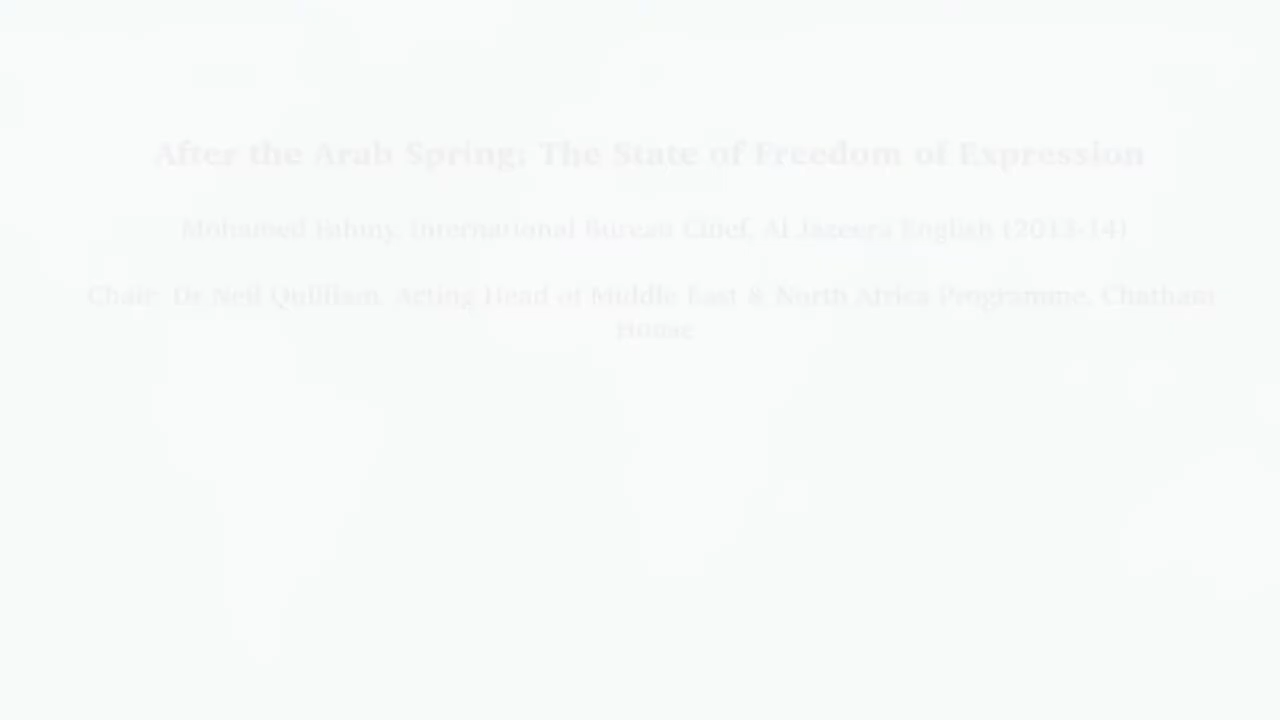 After the Arab Spring: The State of Freedom of Expression
Mohamed Fahmy, International Bureau Chief, Al Jazeera English (2013-14)
Chair: Dr Neil Quilliam, Acting Head of Middle East & North Africa Programme, Chatham
House